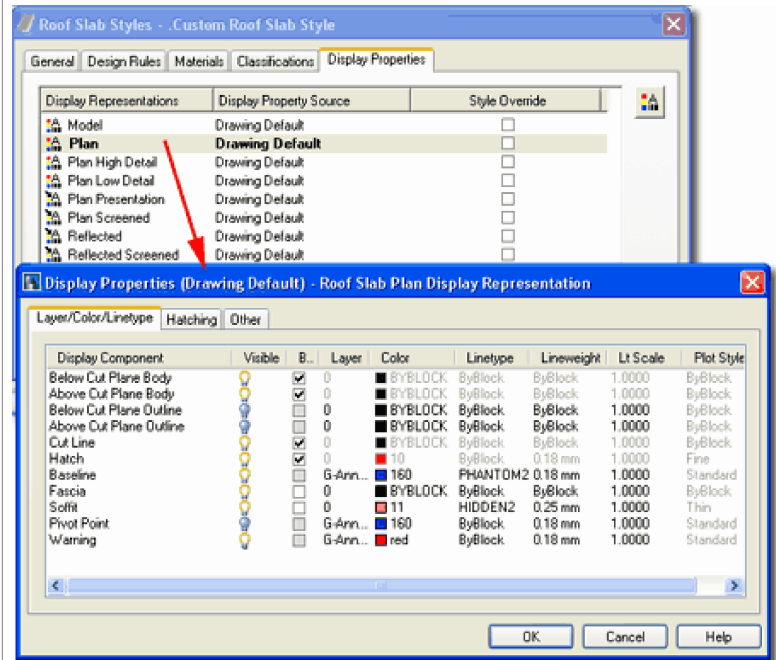 Roof Slab Styles - .Custom Roof Slab Style
General Design Rules Materials Classifications Display Properties
Display Representations Display Property Source Style Override
Model Drawing Default
Plan Drawing Default
Plan High Detail Drawing Default
Plan Low Detail Drawing Default
Plan Presentation Drawing Default
Plan Screened Drawing Default
Reflected Drawing Default
Reflected Screened Drawing Default
Display Properties (Drawing Default) - Roof Slab Plan Display Representation
Layer/Color/Linetype Hatching Other
Display Component Visible B... Layer Color Linetype Lineweight Lt Scale Plot Style
Below Cut Plane Body 0 BYBLOCK ByBlock ByBlock 1.0000 ByBlock
Above Cut Plane Body 0 BYBLOCK ByBlock ByBlock 1.0000 ByBlock
Below Cut Plane Outline 0 BYBLOCK ByBlock ByBlock 1.0000 ByBlock
Above Cut Plane Outline 0 BYBLOCK ByBlock ByBlock 1.0000 ByBlock
Cut Line 0 BYBLOCK ByBlock ByBlock 1.0000 ByBlock
Hatch 0 10 ByBlock 0.18 mm 1.0000 Fine
Baseline G-Ann... 160 PHANTOM2 0.18 mm 1.0000 Standard
Fascia 0 BYBLOCK ByBlock ByBlock 1.0000 ByBlock
Soffit 0 11 HIDDEN2 0.25 mm 1.0000 Thin
Pivot Point G-Ann... 160 ByBlock 0.18 mm 1.0000 Standard
Warning G-Ann... red ByBlock 0.18 mm 1.0000 Standard
OK Cancel Help